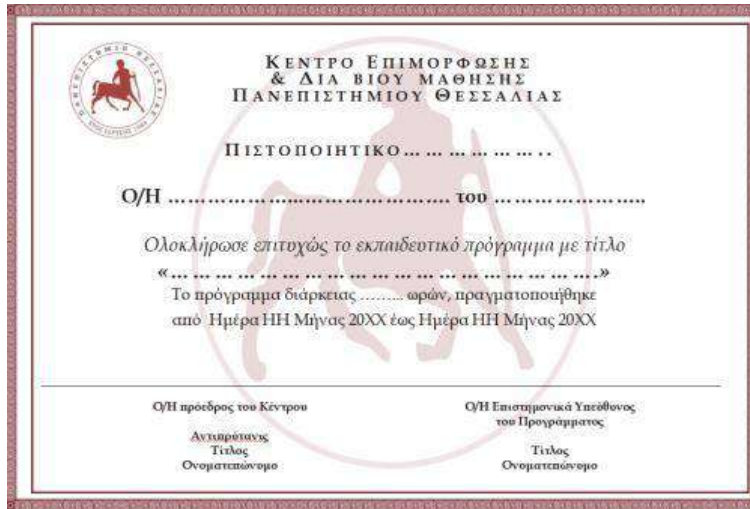 ΠΑΝΕΠΙΣΤΗΜΙΟ ΘΕΣΣΑΛΙΑΣ
ΚΕΝΤΡΟ ΕΠΙΜΟΡΦΩΣΗΣ
& ΔΙΑ ΒΙΟΥ ΜΑΘΗΣΗΣ
ΠΑΝΕΠΙΣΤΗΜΙΟΥ ΘΕΣΣΑΛΙΑΣ
ΠΙΣΤΟΠΟΙΗΤΙΚΟ... ... ... ... ... ... . .
Ο/Η ................................................ του ........................
Ολοκλήρωσε επιτυχώς το εκπαιδευτικό πρόγραμμα με τίτλο
«... ... ... ... ... ... ... ... ... ... ... ... ... ... ... ... ... ... ....»
Το πρόγραμμα διάρκειας ......... ωρών, πραγματοποιήθηκε
από Ημέρα ΗΗ Μήνας 20ΧΧ έως Ημέρα ΗΗ Μήνας 20ΧΧ
Ο/Η πρόεδρος του Κέντρου
Αντιπρύτανις
Τίτλος
Ονοματεπώνυμο
Ο/Η Επιστημονικά Υπεύθυνος
του Προγράμματος
Τίτλος
Ονοματεπώνυμο